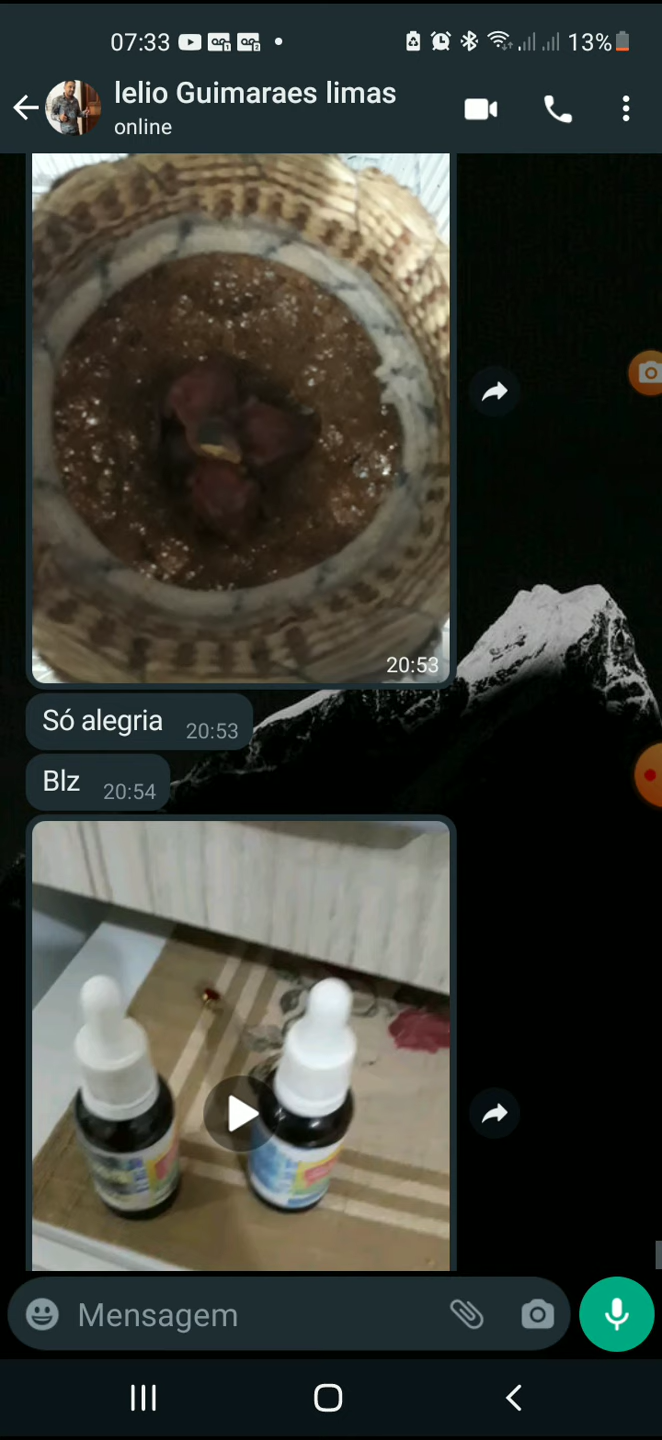 07:33
13%
lelio Guimaraes limas
online
20:53
Só alegria 20:53
Blz 20:54
Mensagem